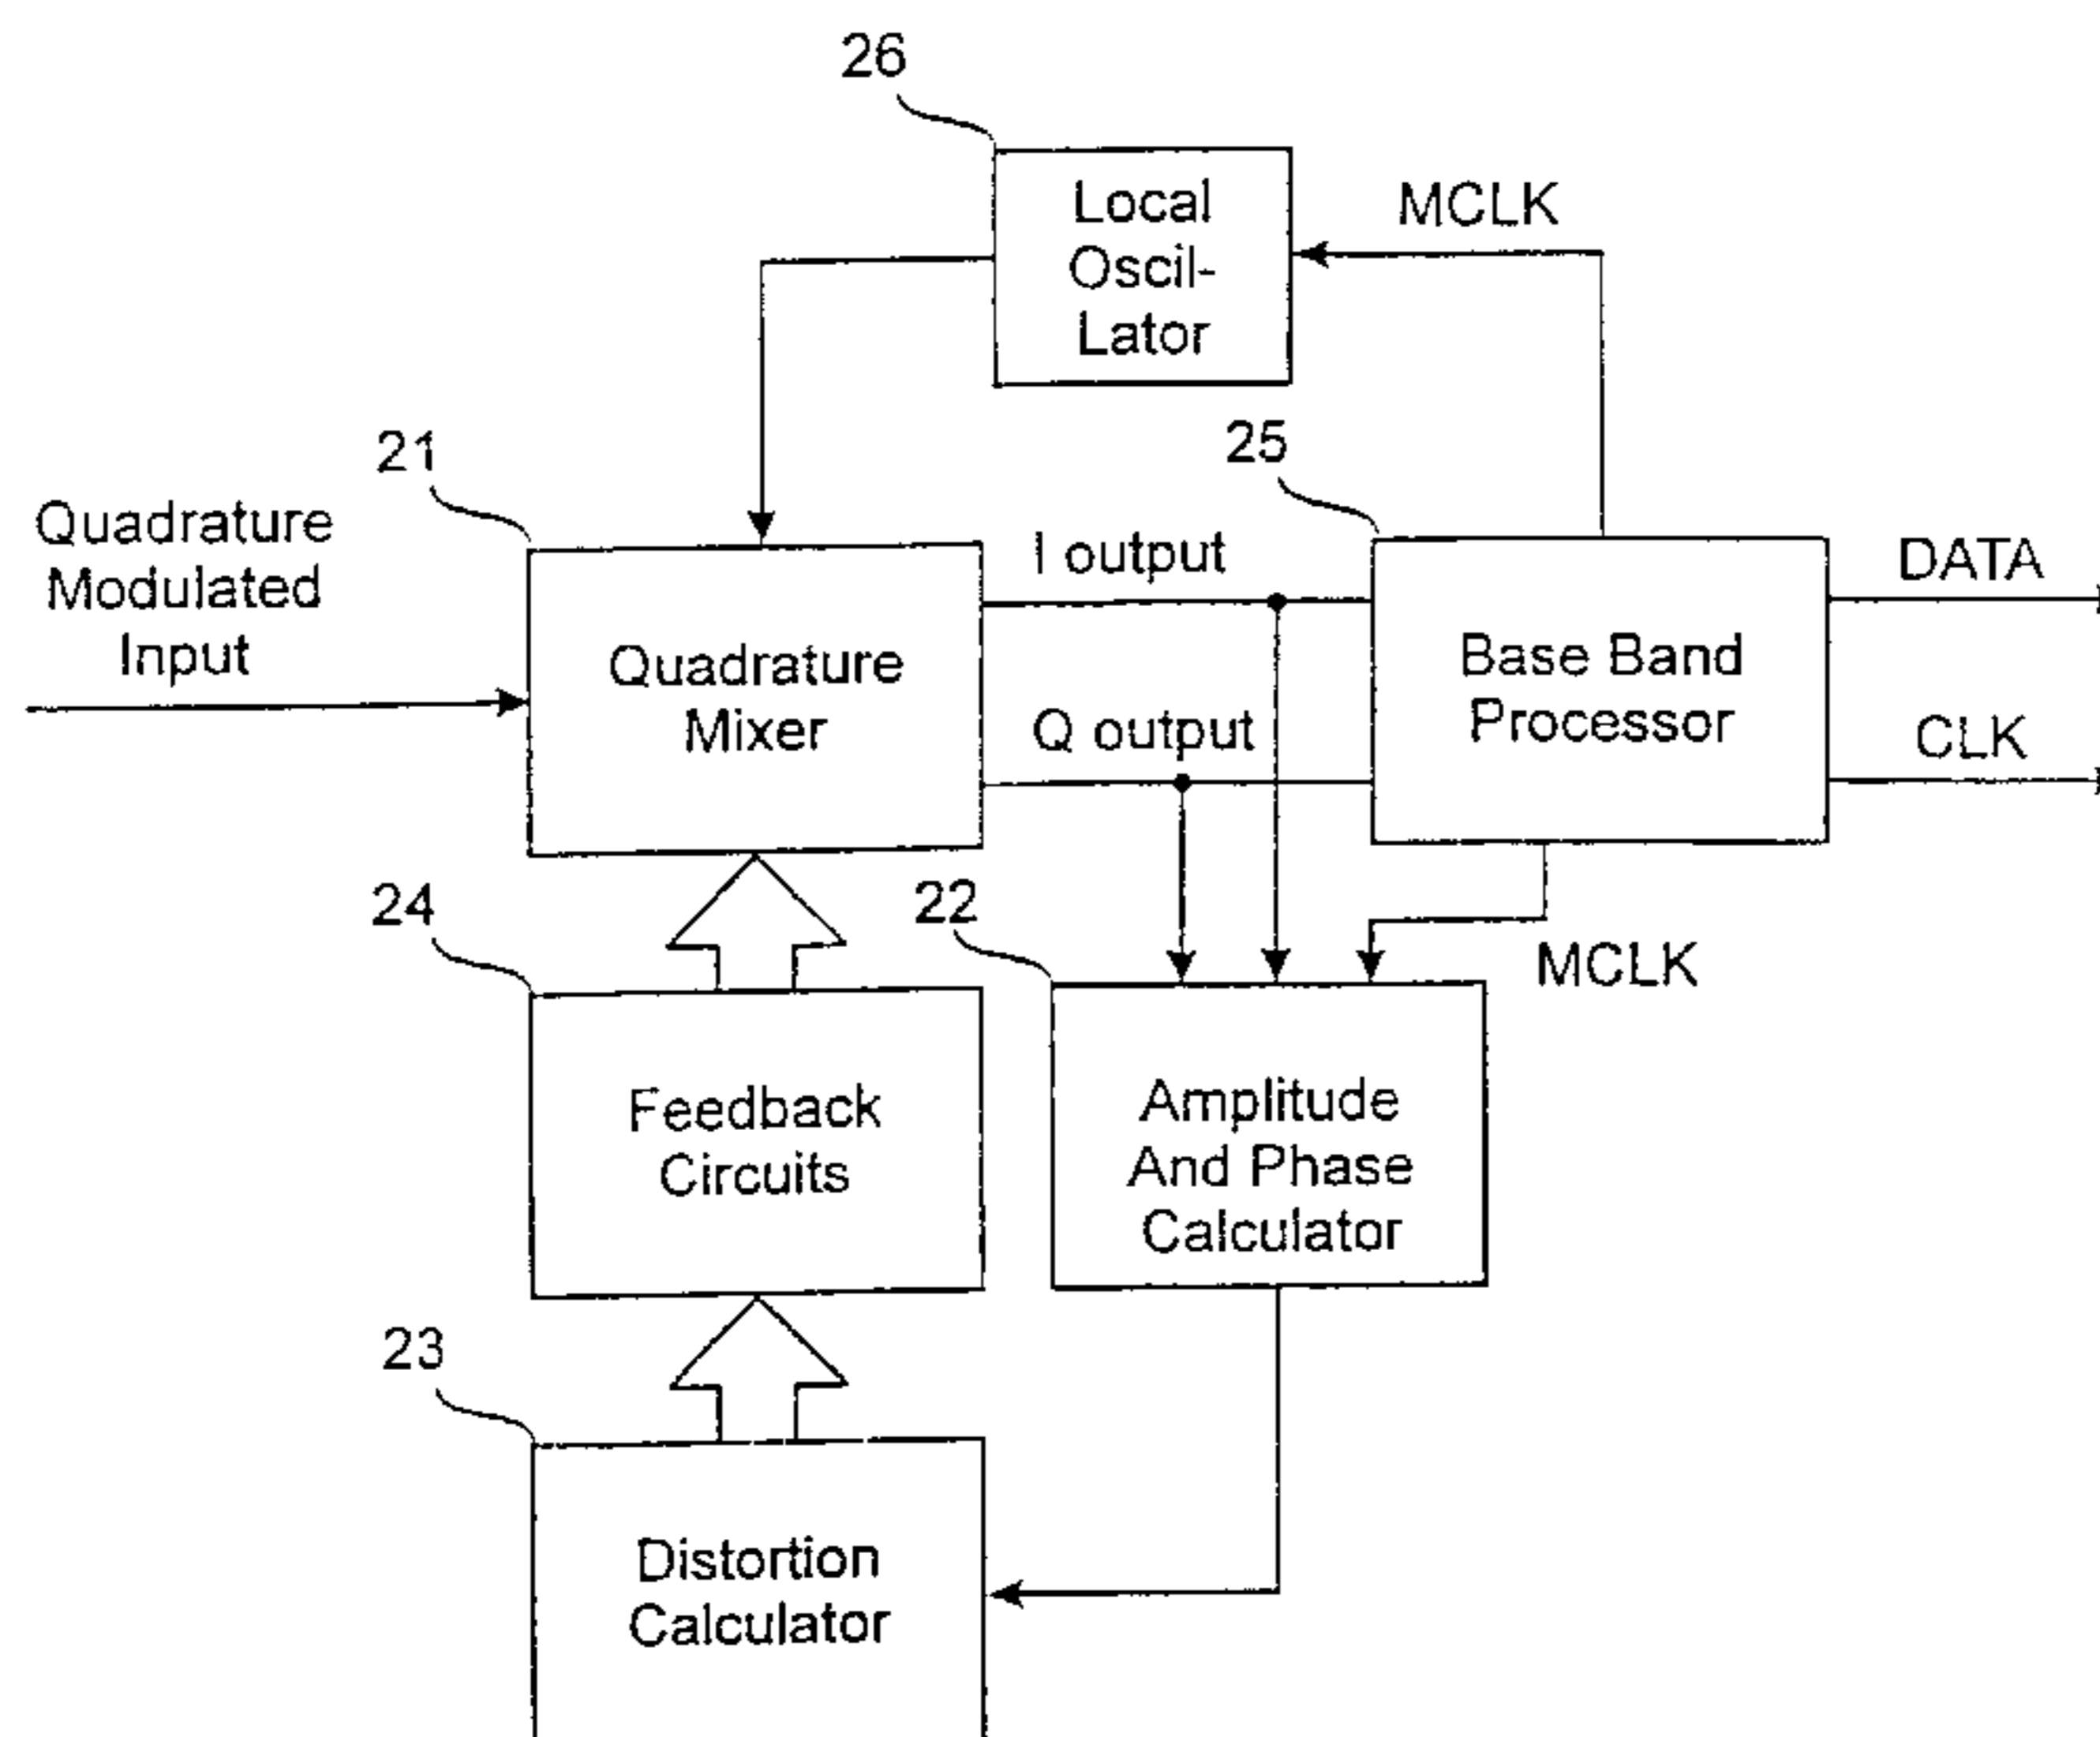 26
Local
Oscil-
Lator
MCLK
21
Quadrature
Modulated
Input
Quadrature
Mixer
I output
Q output
25
Base Band
Processor
DATA
CLK
24
Feedback
Circuits
22
Amplitude
And Phase
Calculator
MCLK
23
Distortion
Calculator